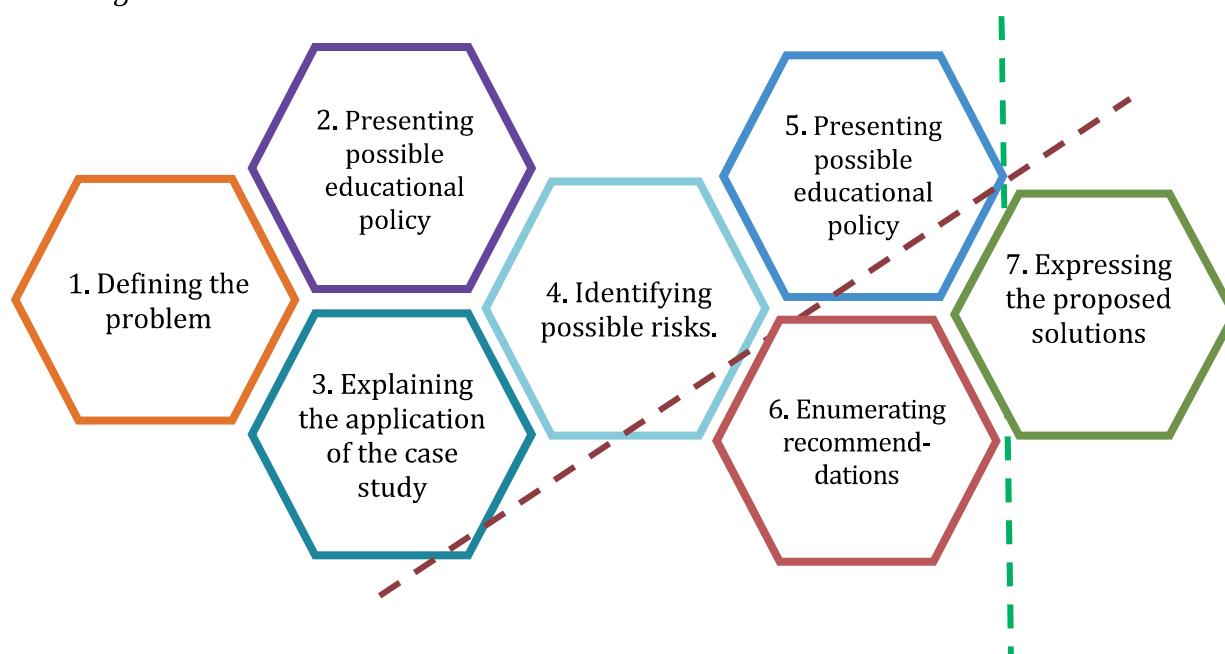 1. Defining the
problem
2. Presenting
possible
educational
policy
3. Explaining
the application
of the case
study
4. Identifying
possible risks.
5. Presenting
possible
educational
policy
6. Enumerating
recommend-
dations
7. Expressing
the proposed
solutions